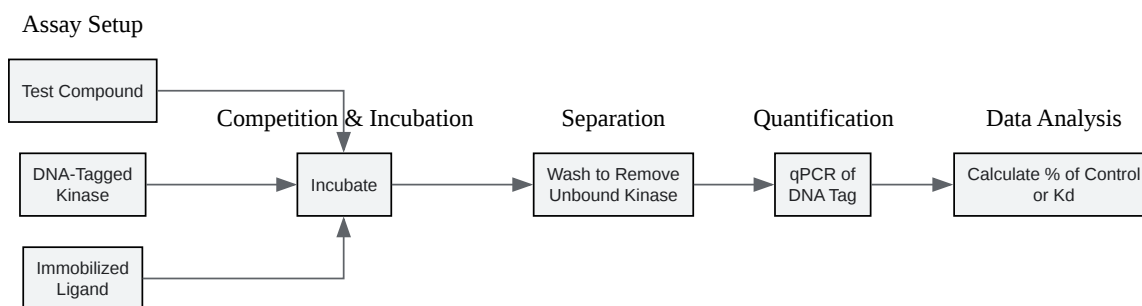 Assay Setup
Test Compound
Competition & Incubation
Separation
Quantification
Data Analysis
DNA-Tagged
Kinase
Incubate
Wash to Remove
Unbound Kinase
qPCR of
DNA Tag
Calculate % of Control
or Kd
Immobilized
Ligand